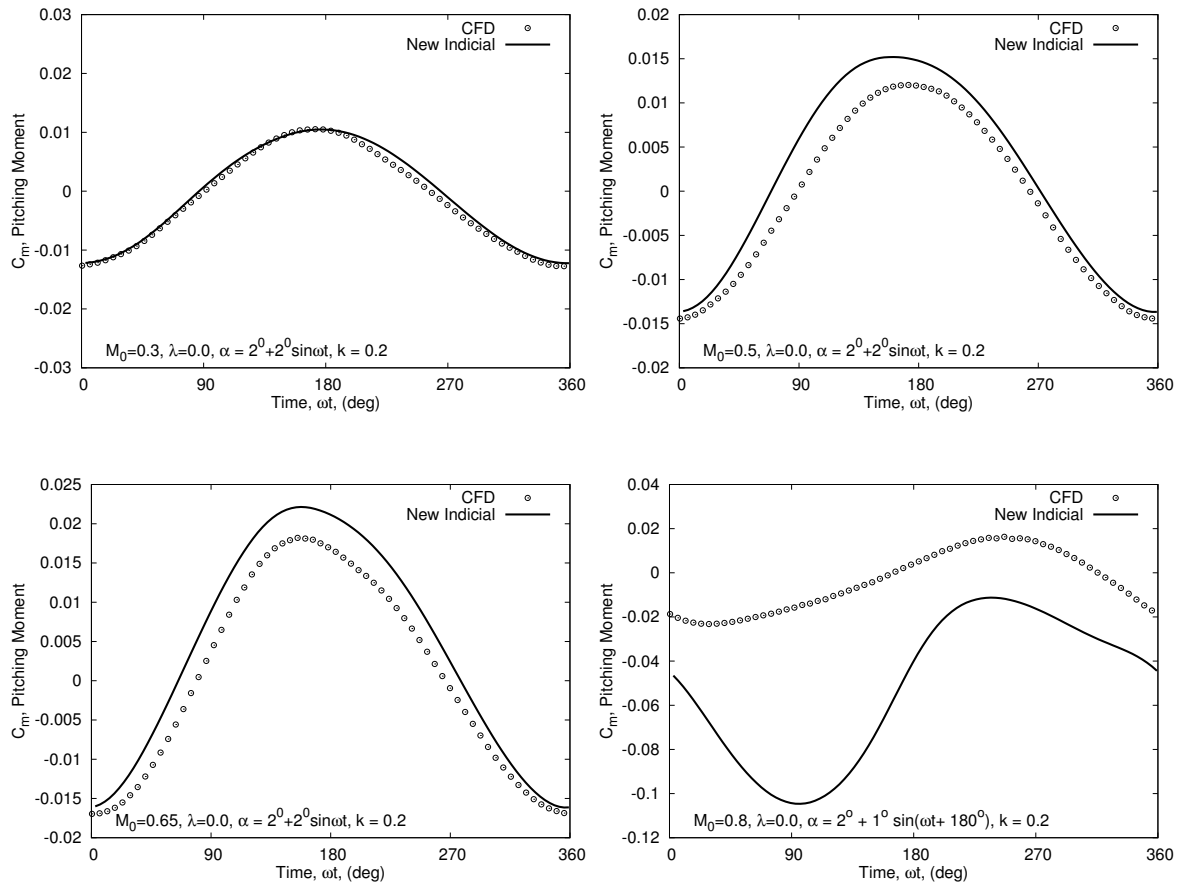 0.03
0.02
0.01
0
-0.01
-0.02
-0.03
0 90 180 270 360
C_m, Pitching Moment
Time, ωt, (deg)
CFD
New Indicial
M_0=0.3, λ=0.0, α = 2^0+2^0sinωt, k = 0.2
0.02
0.015
0.01
0.005
0
-0.005
-0.01
-0.015
-0.02
0 90 180 270 360
C_m, Pitching Moment
Time, ωt, (deg)
CFD
New Indicial
M_0=0.5, λ=0.0, α = 2^0+2^0sinωt, k = 0.2
0.025
0.02
0.015
0.01
0.005
0
-0.005
-0.01
-0.015
-0.02
0 90 180 270 360
C_m, Pitching Moment
Time, ωt, (deg)
CFD
New Indicial
M_0=0.65, λ=0.0, α = 2^0+2^0sinωt, k = 0.2
0.04
0.02
0
-0.02
-0.04
-0.06
-0.08
-0.1
-0.12
0 90 180 270 360
C_m, Pitching Moment
Time, ωt, (deg)
CFD
New Indicial
M_0=0.8, λ=0.0, α = 2^o + 1^o sin(ωt+ 180^o), k = 0.2